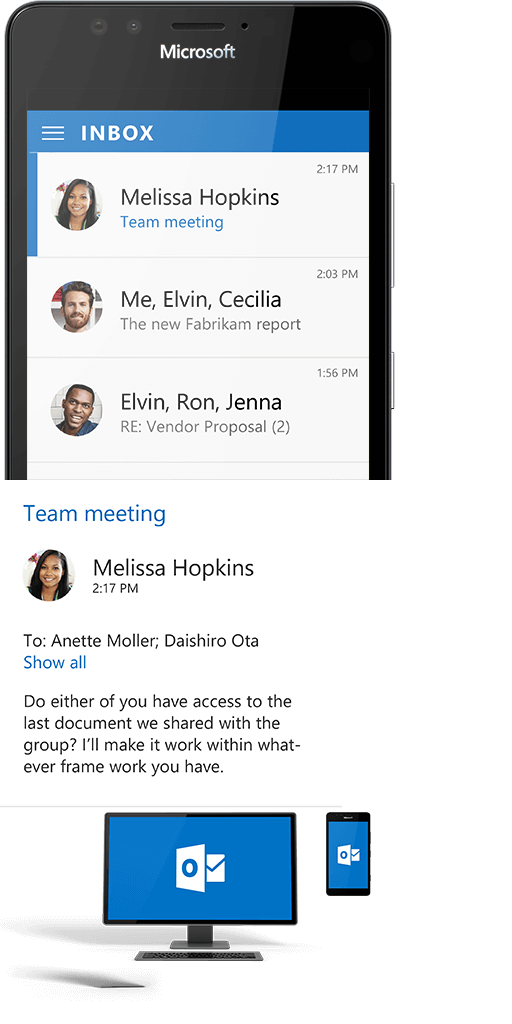 Microsoft
INBOX
2:17 PM
Melissa Hopkins
Team meeting
2:03 PM
Me, Elvin, Cecilia
The new Fabrikam report
1:56 PM
Elvin, Ron, Jenna
RE: Vendor Proposal (2)
Team meeting
Melissa Hopkins
2:17 PM
To: Anette Moller; Daishiro Ota
Show all
Do either of you have access to the
last document we shared with the
group? I’ll make it work within what-
ever frame work you have.
o
Microsoft
o